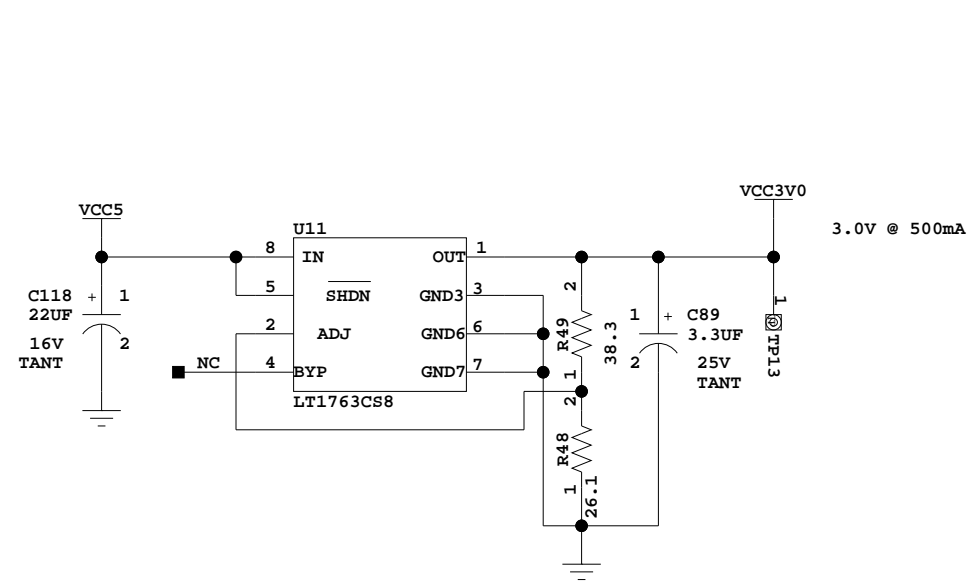 VCC3V0
3.0V @ 500mA
VCC5
U11
8 IN
OUT 1
5 SHDN
GND3 3
2 ADJ
GND6 6
NC 4 BYP
GND7 7
LT1763CS8
C118 + 1
22UF
16V 2
TANT
2
R49
38.3
1
2
R48
26.1
1
1 + C89
3.3UF
2 25V
TANT
1
TP13